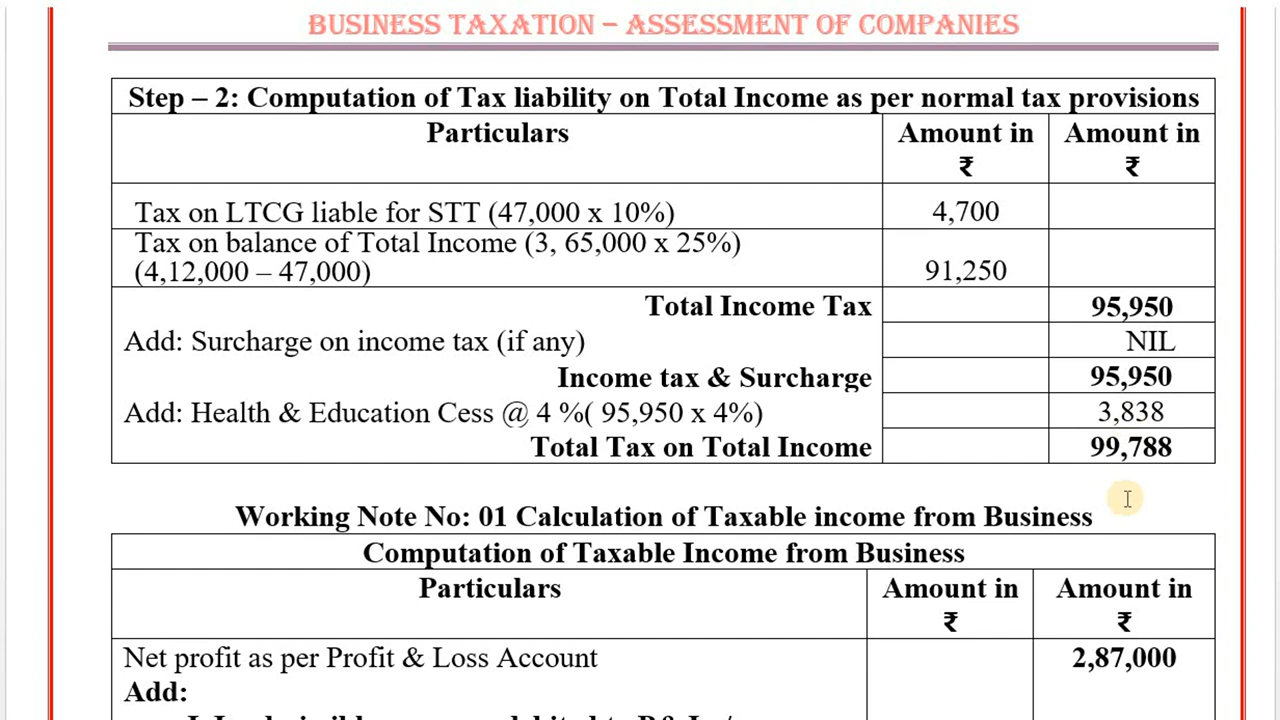 BUSINESS TAXATION – ASSESSMENT OF COMPANIES
Step – 2: Computation of Tax liability on Total Income as per normal tax provisions
Particulars Amount in ₹ Amount in ₹
Tax on LTCG liable for STT (47,000 x 10%) 4,700
Tax on balance of Total Income (3, 65,000 x 25%)
(4,12,000 – 47,000) 91,250
Total Income Tax 95,950
Add: Surcharge on income tax (if any) NIL
Income tax & Surcharge 95,950
Add: Health & Education Cess @ 4 %( 95,950 x 4%) 3,838
Total Tax on Total Income 99,788
Working Note No: 01 Calculation of Taxable income from Business
Computation of Taxable Income from Business
Particulars Amount in ₹ Amount in ₹
Net profit as per Profit & Loss Account 2,87,000
Add: